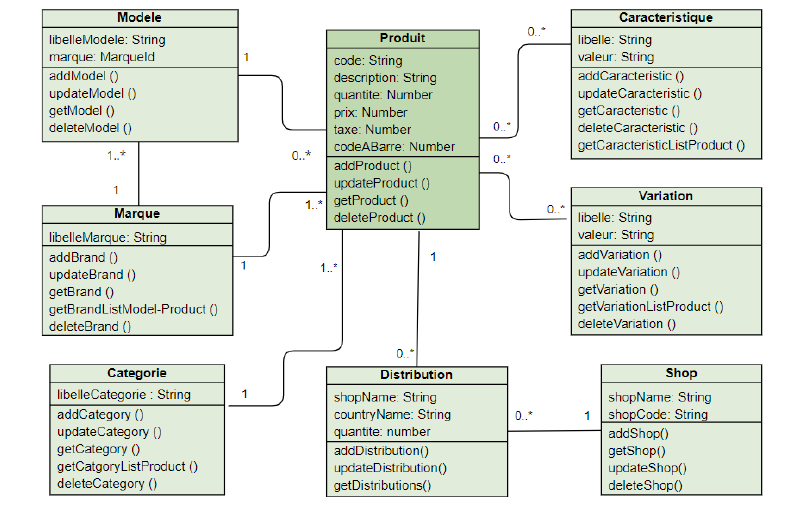 Modele
libelleModele: String
marque: MarqueId
addModel ()
updateModel ()
getModel ()
deleteModel ()
1
1..*
1
0..*
Produit
code: String
description: String
quantite: Number
prix: Number
taxe: Number
codeABarre: Number
addProduct ()
updateProduct ()
getProduct ()
deleteProduct ()
0..*
0..*
Caracteristique
libelle: String
valeur: String
addCaracteristic ()
updateCaracteristic ()
getCaracteristic ()
deleteCaracteristic ()
getCaracteristicListProduct ()
0..*
0..*
Variation
libelle: String
valeur: String
addVariation ()
updateVariation ()
getVariation ()
getVariationListProduct ()
deleteVariation ()
Marque
libelleMarque: String
addBrand ()
updateBrand ()
getBrand ()
getBrandListModel-Product ()
deleteBrand ()
1
1..*
1..*
1
1
0..*
Categorie
libelleCategorie : String
addCategory ()
updateCategory ()
getCategory ()
getCatgoryListProduct ()
deleteCategory ()
Distribution
shopName: String
countryName: String
quantite: number
addDistribution()
updateDistribution()
getDistributions()
0..*
1
Shop
shopName: String
shopCode: String
addShop()
getShop()
updateShop()
deleteShop()